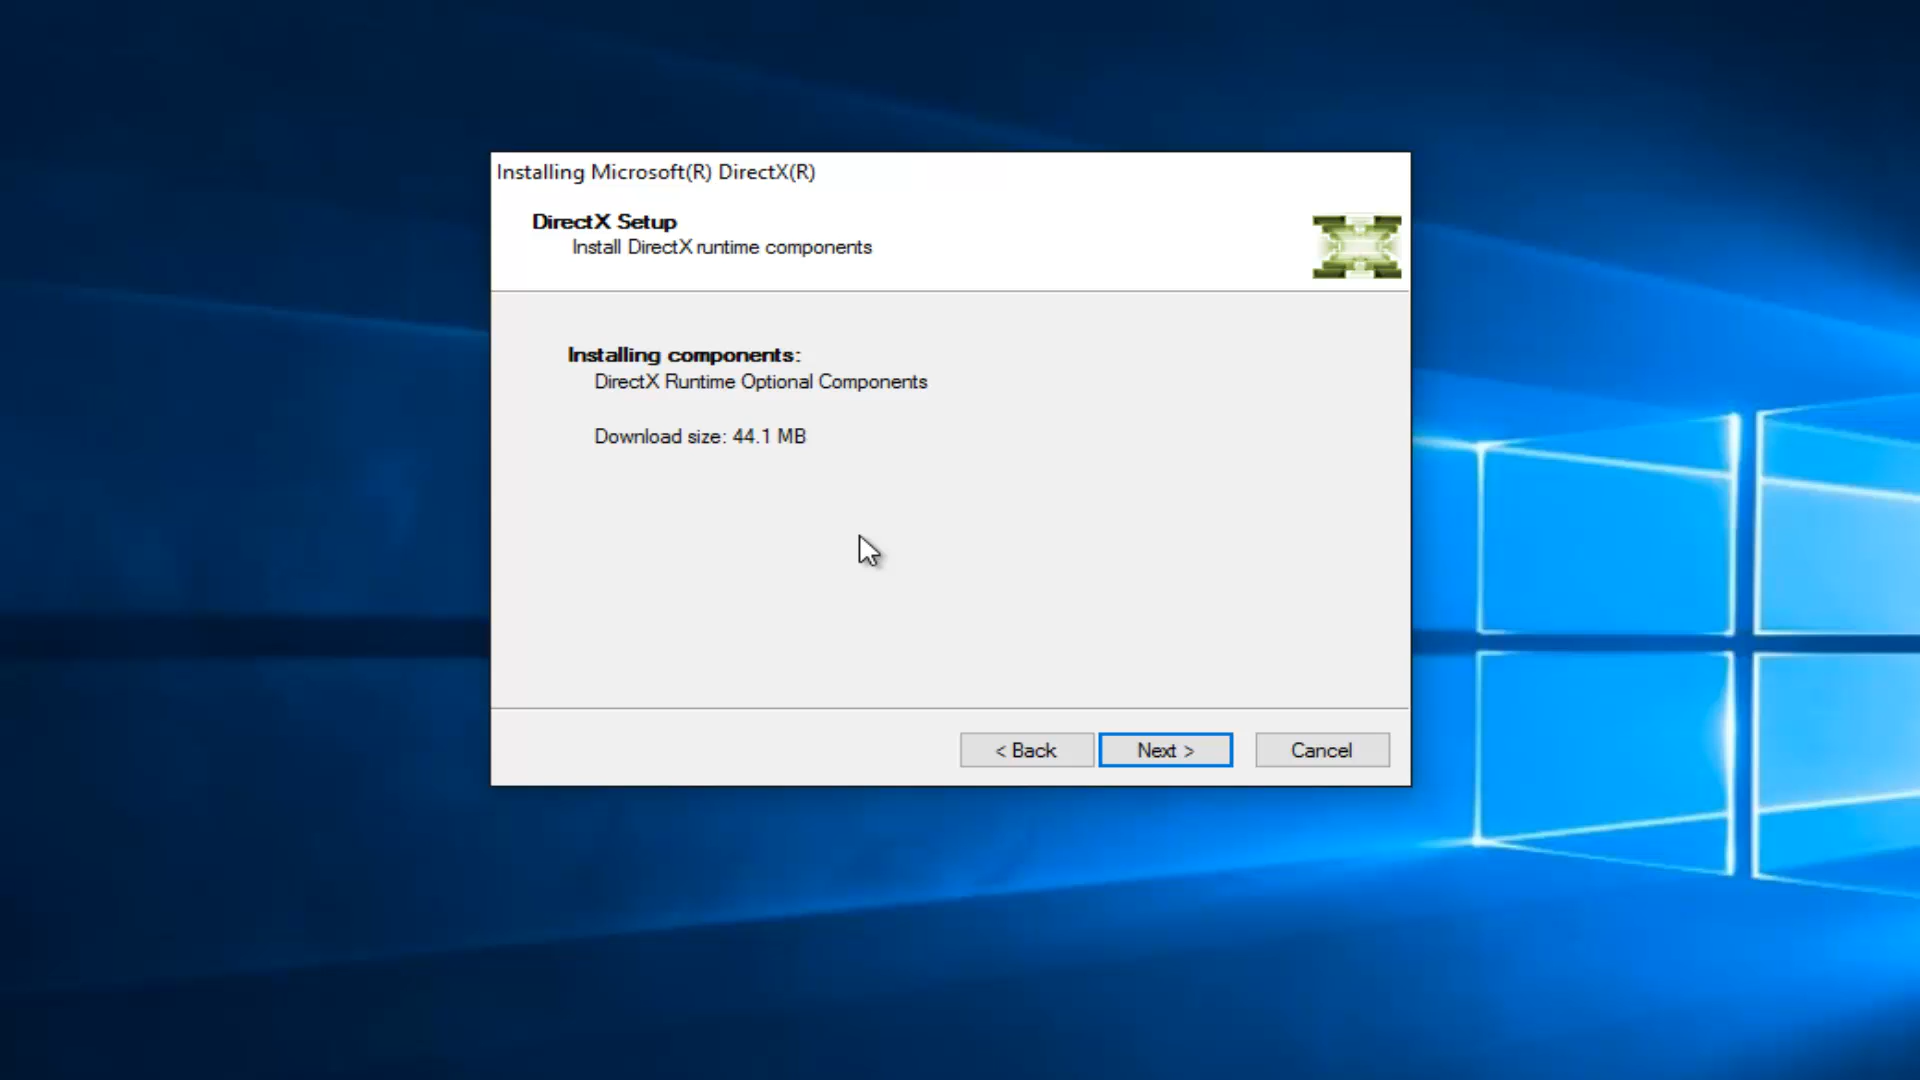 Installing Microsoft(R) DirectX(R)
DirectX Setup
Install DirectX runtime components
Installing components:
DirectX Runtime Optional Components
Download size: 44.1 MB
< Back
Next >
Cancel